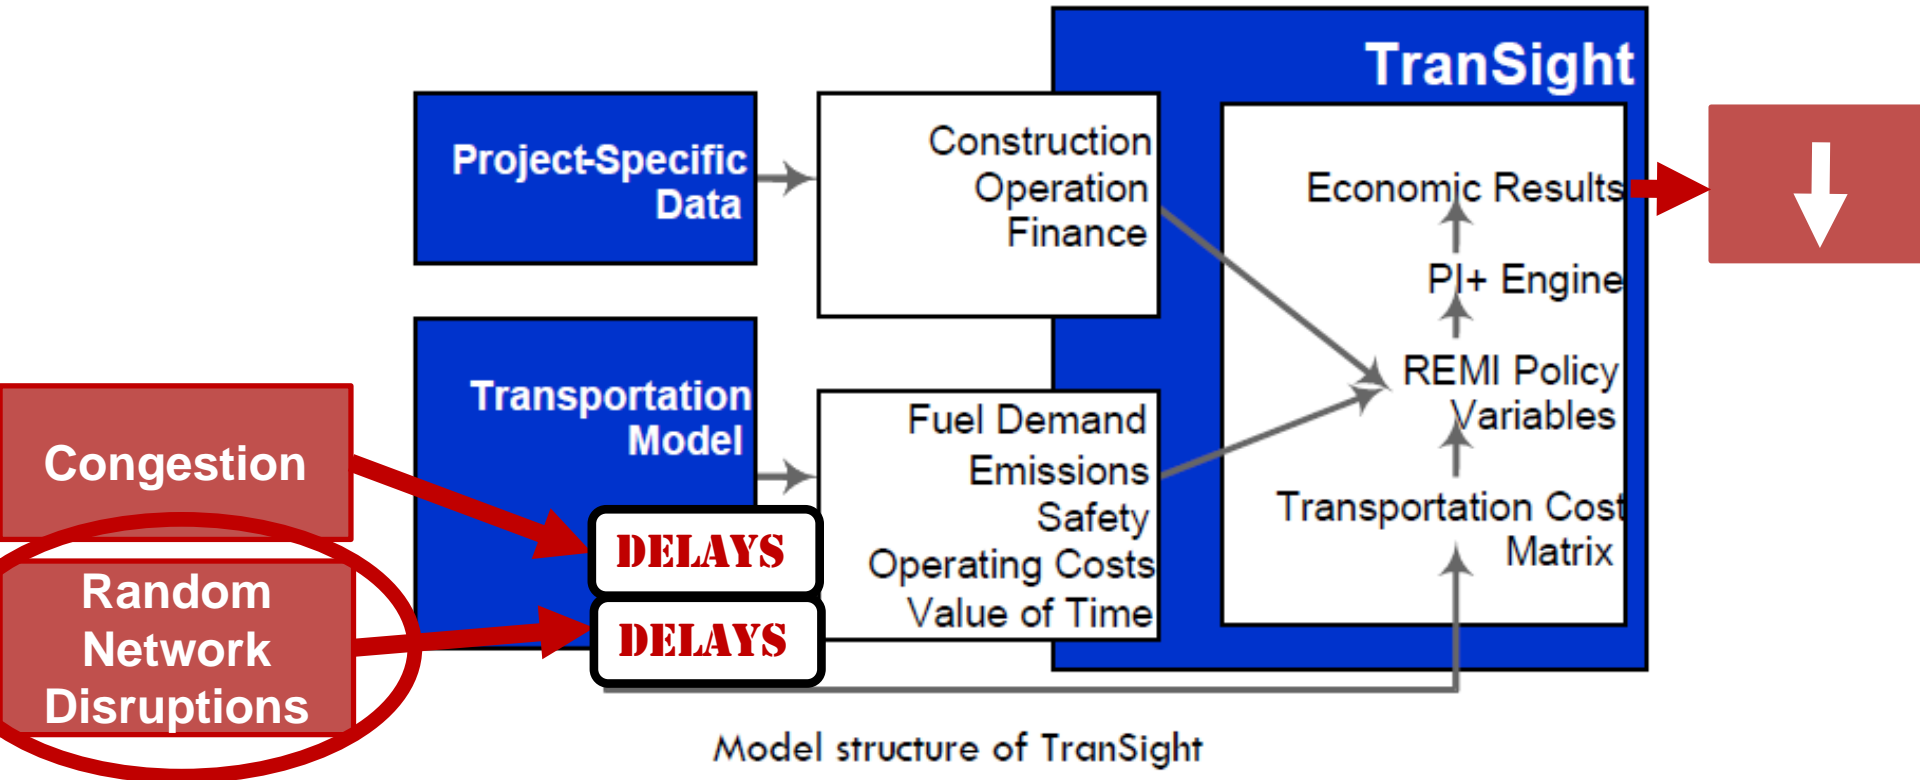 TranSight
Project-Specific
Data
Construction
Operation
Finance
Economic Results
PI+ Engine
REMI Policy
Variables
Transportation Cost
Matrix
Transportation
Model
Fuel Demand
Emissions
Safety
Operating Costs
Value of Time
Congestion
DELAYS
Random
Network
Disruptions
DELAYS
Model structure of TranSight